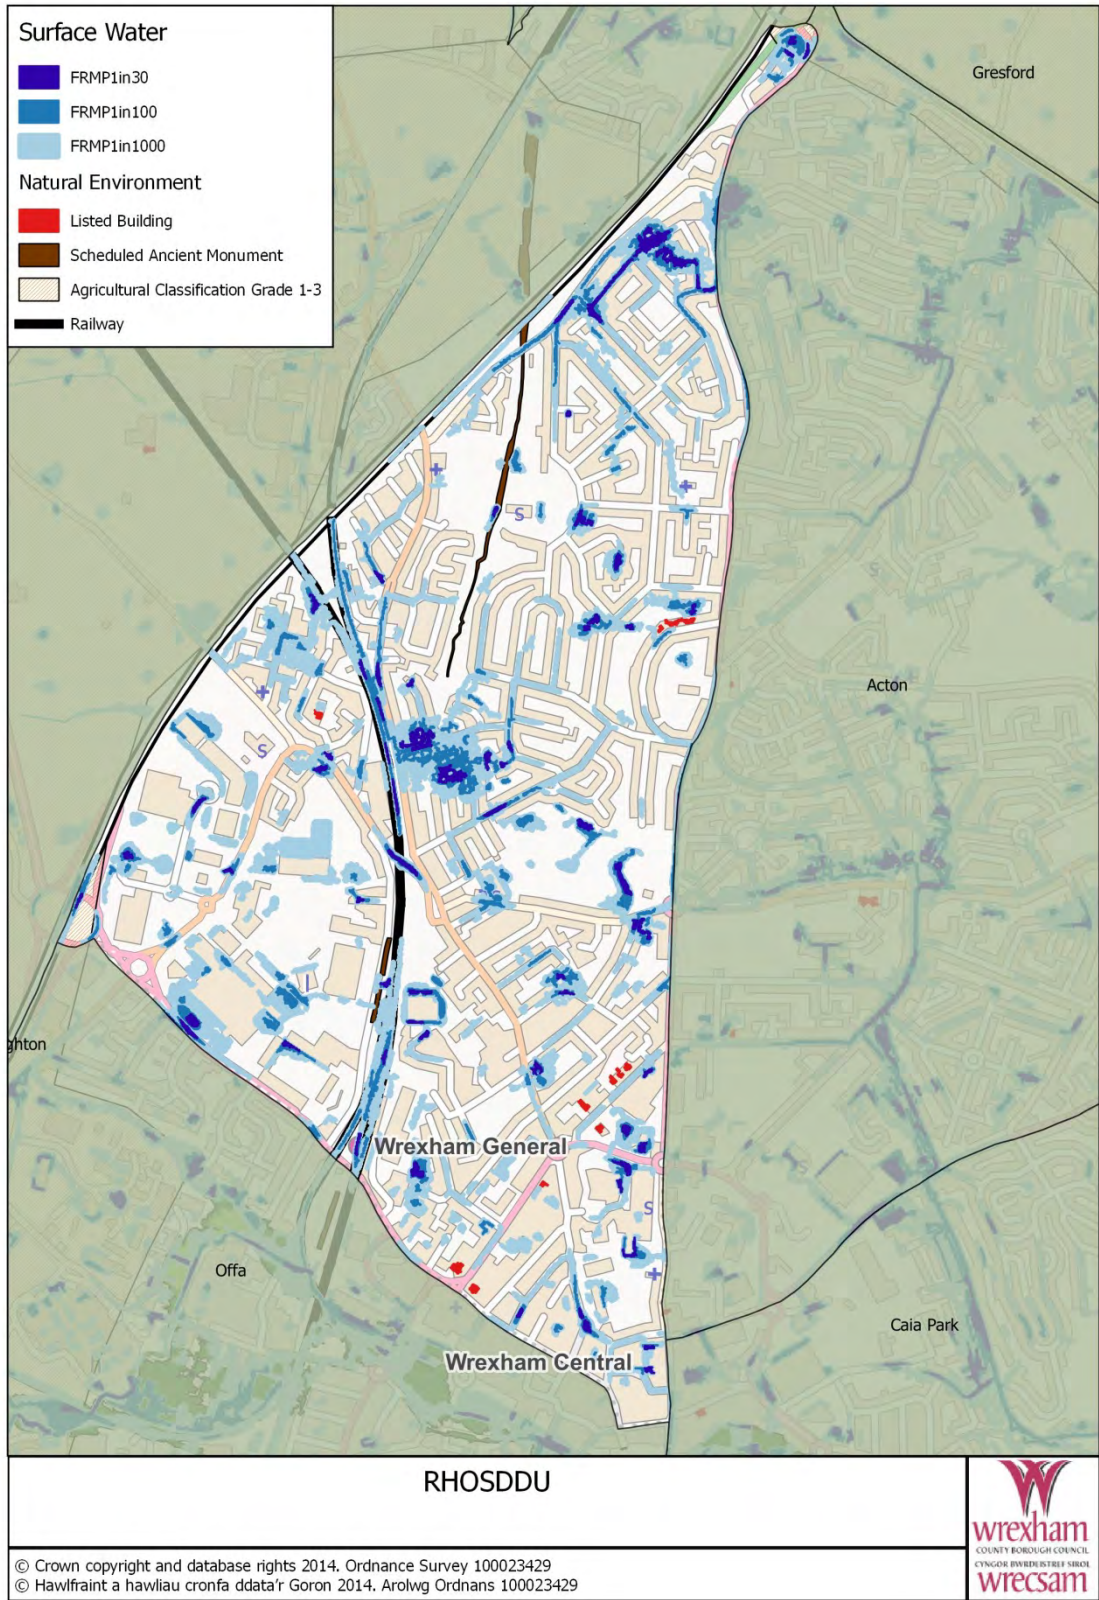 Surface Water
FRMP1in30
FRMP1in100
FRMP1in1000
Natural Environment
Listed Building
Scheduled Ancient Monument
Agricultural Classification Grade 1-3
Railway
Gresford
S
S
S
Acton
S
I
ghton
S
Wrexham General
S
Offa
Caia Park
Wrexham Central
RHOSDDU
wrexham
COUNTY BOROUGH COUNCIL
CYNGOR BWRDEISTREF SIROL
wrecsam
© Crown copyright and database rights 2014. Ordnance Survey 100023429
© Hawlfraint a hawliau cronfa ddata'r Goron 2014. Arolwg Ordnans 100023429